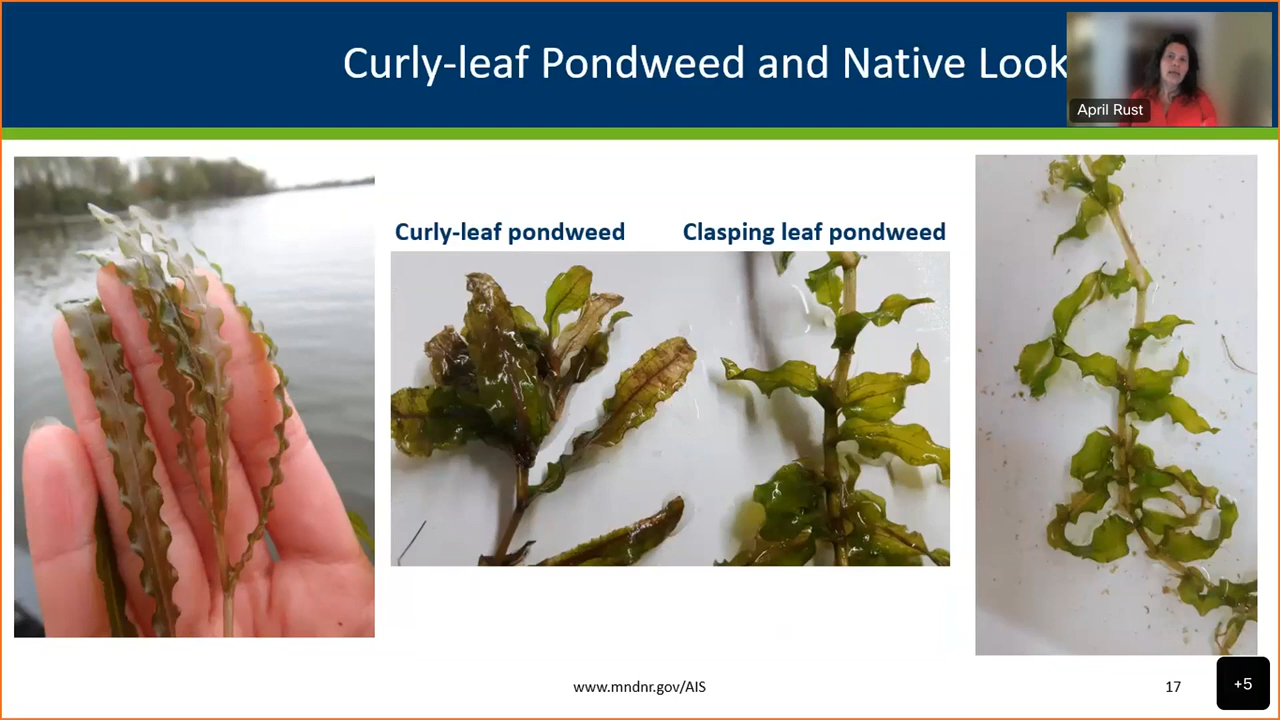 Curly-leaf Pondweed and Native Look
April Rust
Curly-leaf pondweed
Clasping leaf pondweed
www.mndnr.gov/AIS
17
+5